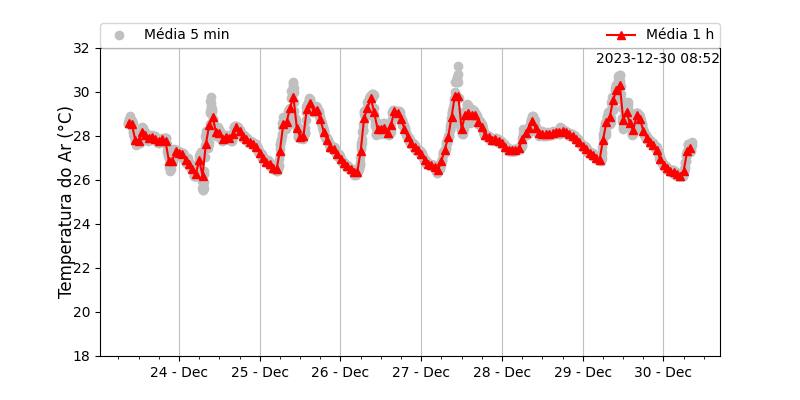 Média 5 min
Média 1 h
2023-12-30 08:52
Temperatura do Ar (°C)
32
30
28
26
24
22
20
18
24 - Dec
25 - Dec
26 - Dec
27 - Dec
28 - Dec
29 - Dec
30 - Dec